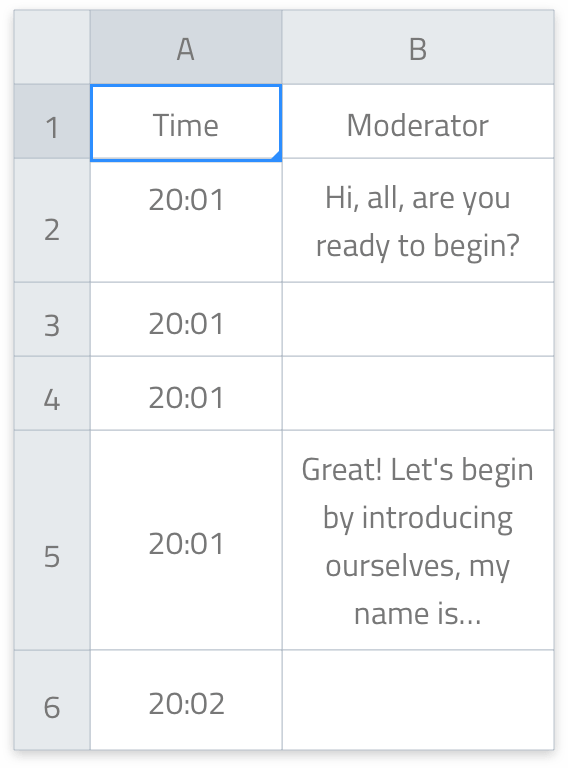 A B
1 Time Moderator
2 20:01 Hi, all, are you
ready to begin?
3 20:01
4 20:01
5 20:01 Great! Let's begin
by introducing
ourselves, my
name is...
6 20:02